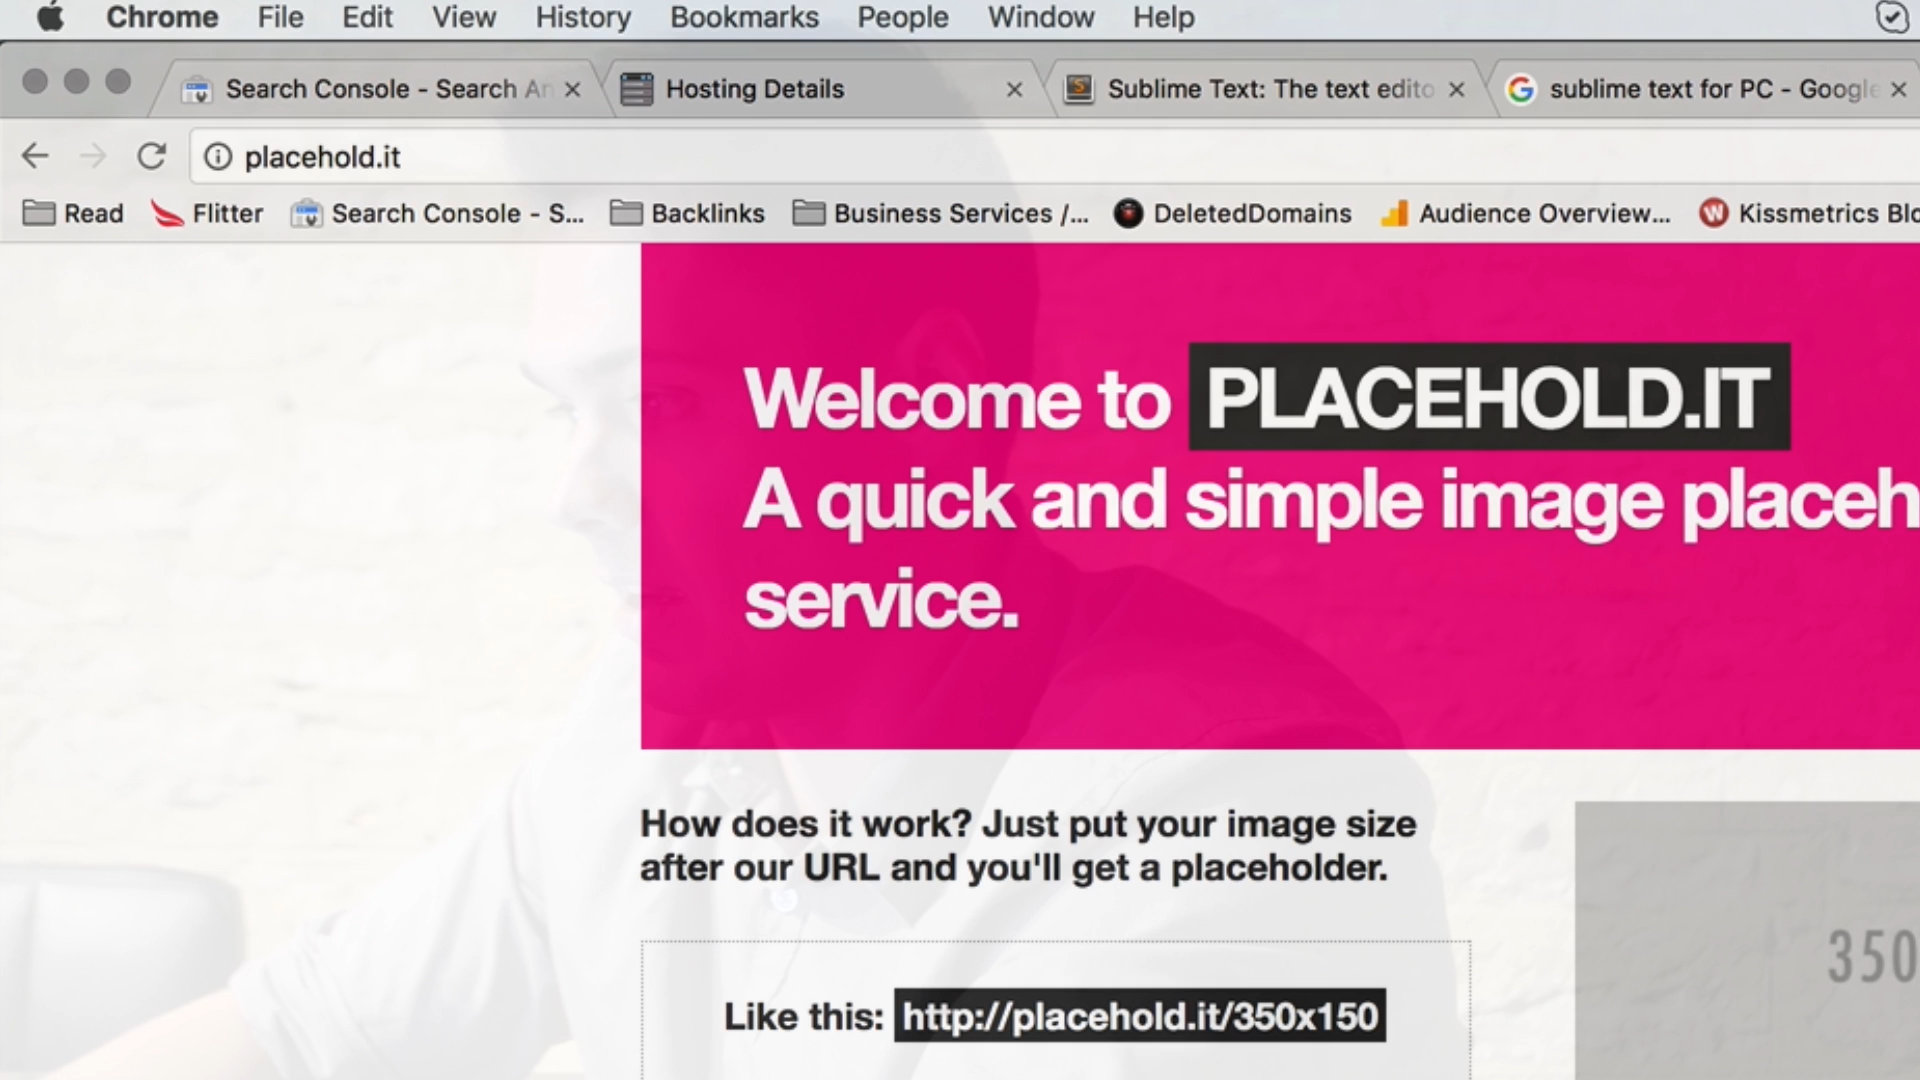 Chrome File Edit View History Bookmarks People Window Help
Search Console - Search An Hosting Details Sublime Text: The text edito sublime text for PC - Google
placehold.it
Read Flitter Search Console - S... Backlinks Business Services /... DeletedDomains Audience Overview... Kissmetrics Blo
Welcome to PLACEHOLD.IT
A quick and simple image placeh
service.
How does it work? Just put your image size
after our URL and you'll get a placeholder.
350
Like this: http://placehold.it/350x150